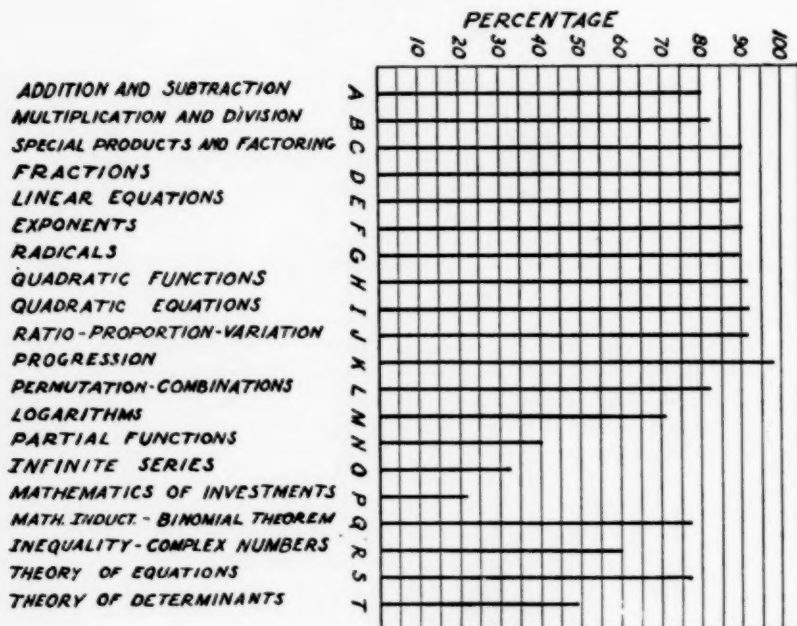 PERCENTAGE
10 20 30 40 50 60 70 80 90 100
ADDITION AND SUBTRACTION A
MULTIPLICATION AND DIVISION B
SPECIAL PRODUCTS AND FACTORING C
FRACTIONS D
LINEAR EQUATIONS E
EXPONENTS F
RADICALS G
QUADRATIC FUNCTIONS H
QUADRATIC EQUATIONS I
RATIO-PROPORTION-VARIATION J
PROGRESSION K
PERMUTATION-COMBINATIONS L
LOGARITHMS M
PARTIAL FUNCTIONS N
INFINITE SERIES O
MATHEMATICS OF INVESTMENTS P
MATH. INDUCT. - BINOMIAL THEOREM Q
INEQUALITY-COMPLEX NUMBERS R
THEORY OF EQUATIONS S
THEORY OF DETERMINANTS T